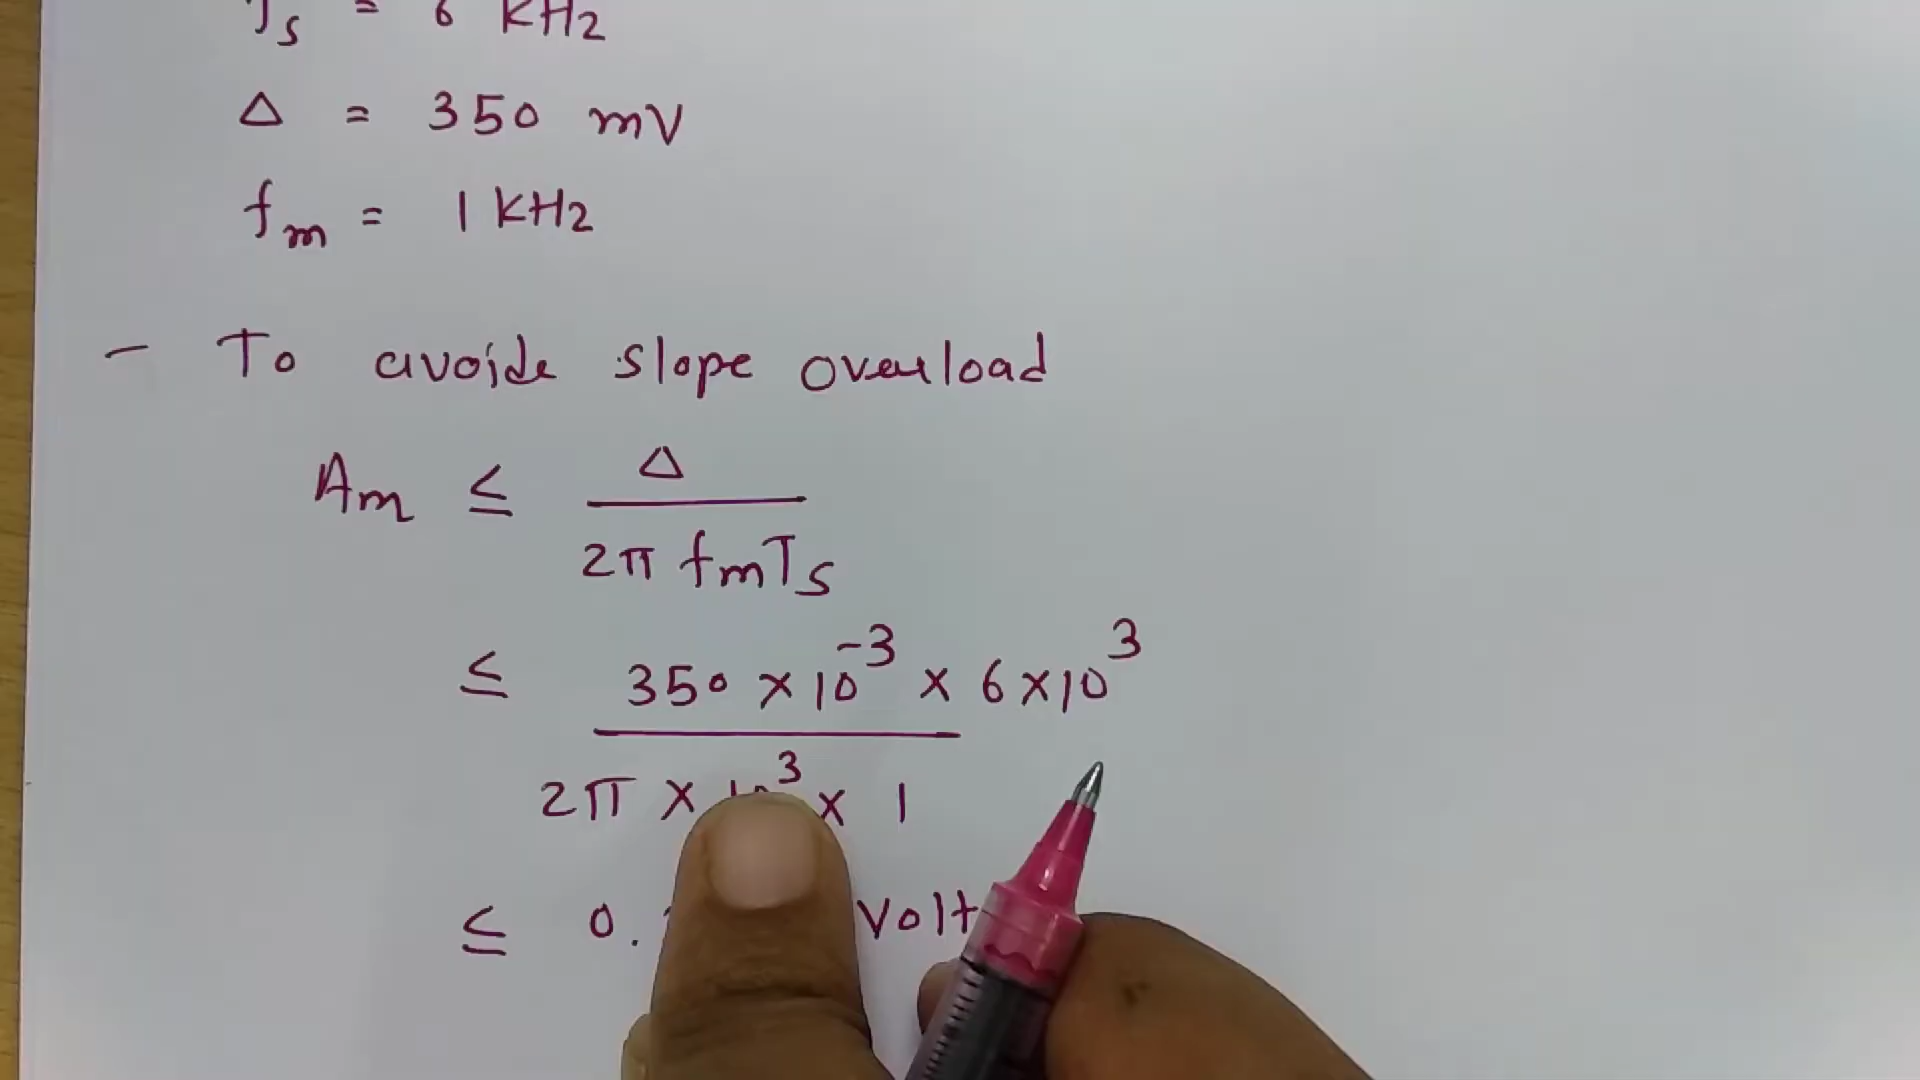 fs = 6 KHz
Δ = 350 mV
fm = 1 KHz
- To avoide slope overload
Am ≤ Δ / 2π fmTs
≤ 350 × 10^-3 × 6 × 10^3
2π × 10^3 × 1
≤ 0. Volt